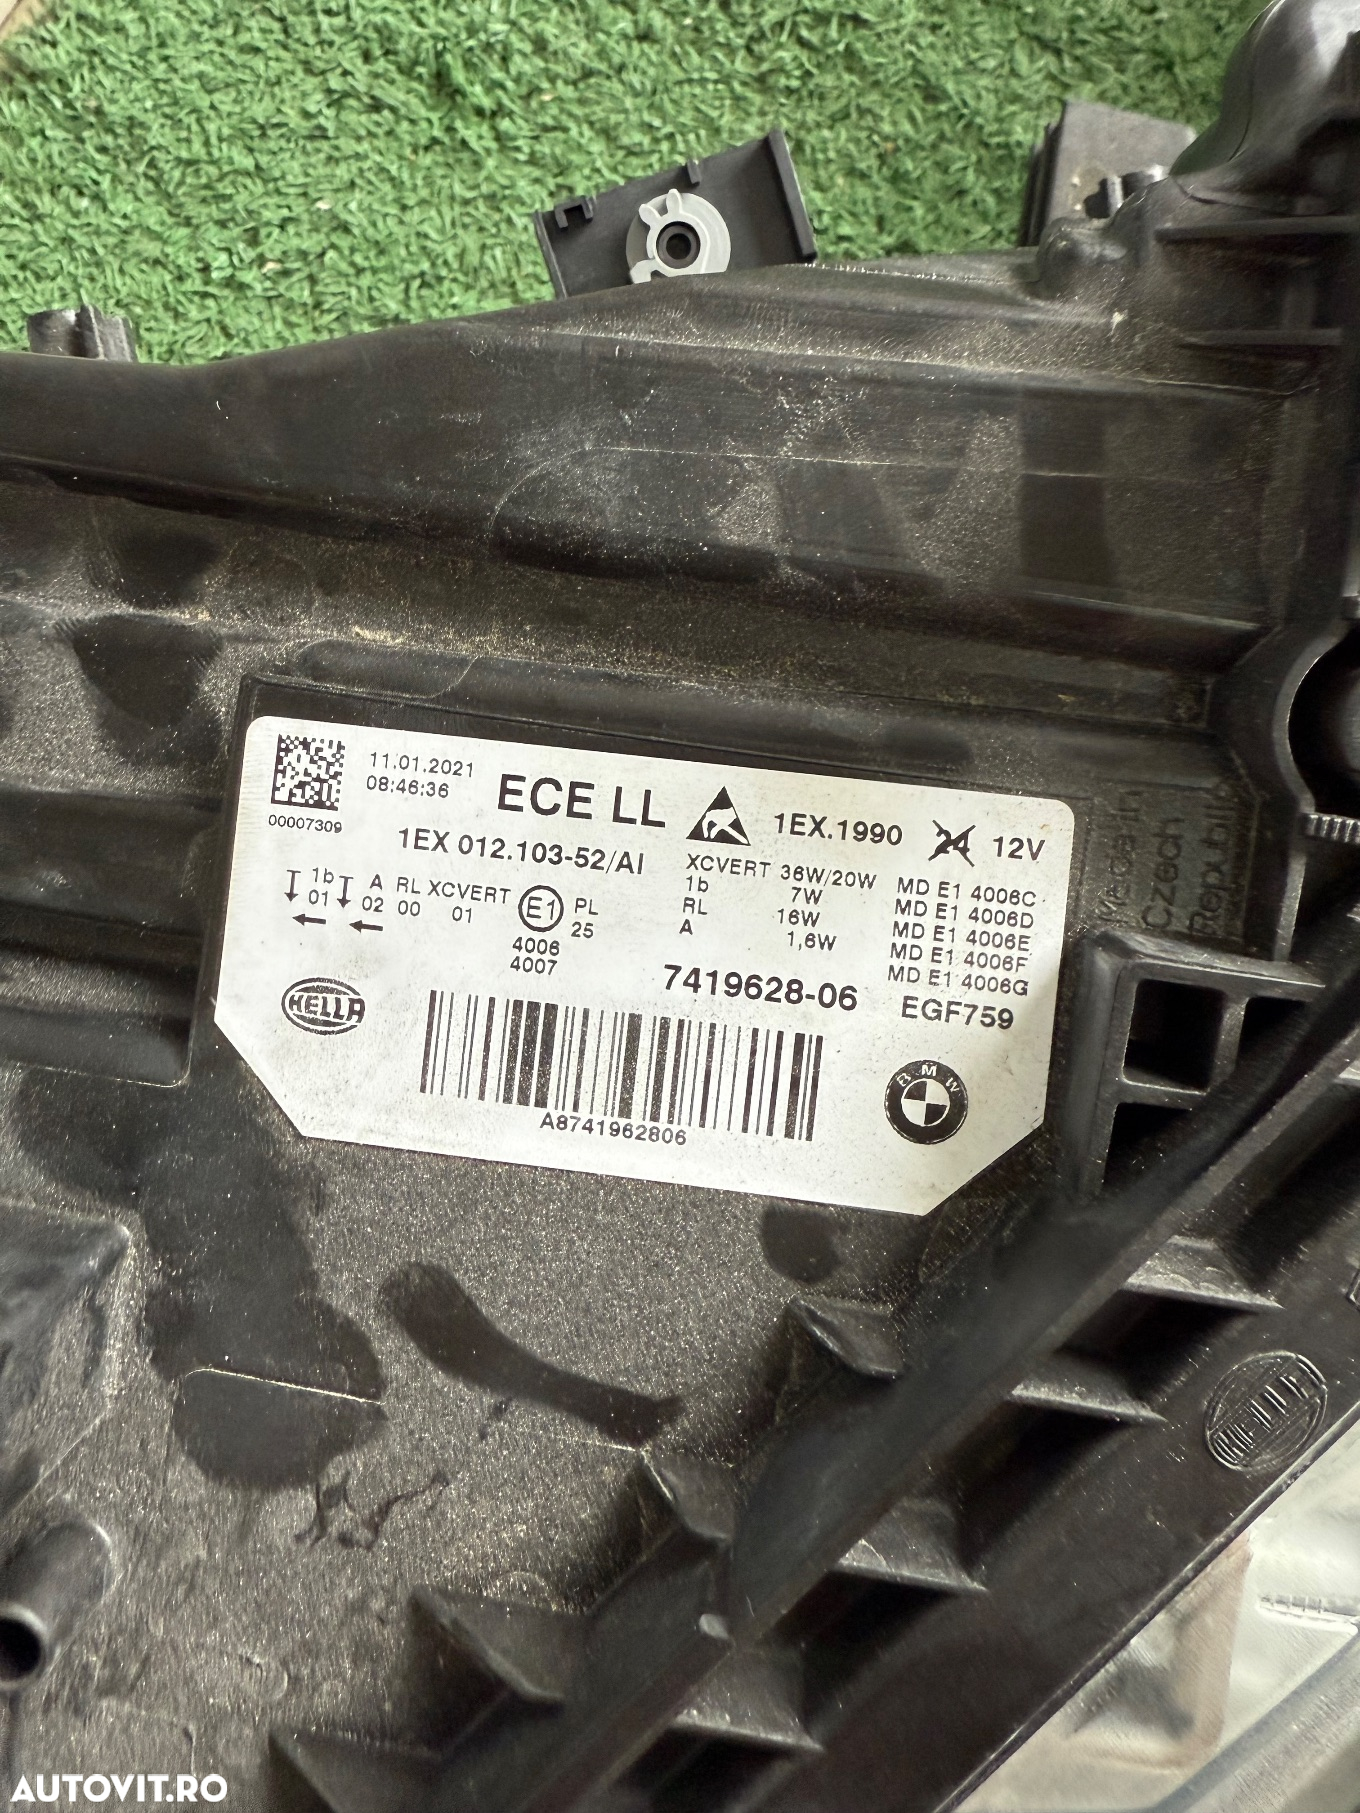 11.01.2021
08:46:36
ECE LL
1EX.1990
24 12V
00007309
1EX 012.103-52/AI
XCVERT 36W/20W
1b 7W
RL 16W
A 1,6W
MD E1 4006C
MD E1 4006D
MD E1 4006E
MD E1 4006F
MD E1 4006G
1b A RL XCVERT
01 02 00 01
E1
PL
25
4006
4007
7419628-06
EGF759
HELLA
BMW
A8741962806
Made in
Czech
Republic
HELLA
AUTOVIT.RO